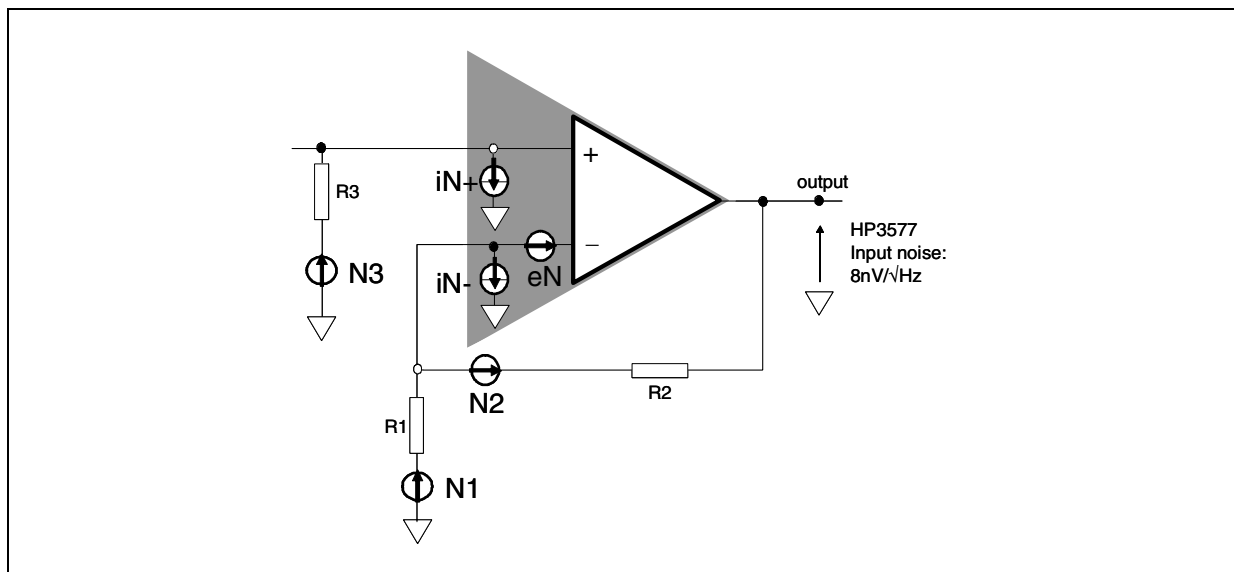 +
R3
iN+
output
HP3577
Input noise:
8nV/√Hz
N3
−
eN
iN-
N2
R2
R1
N1